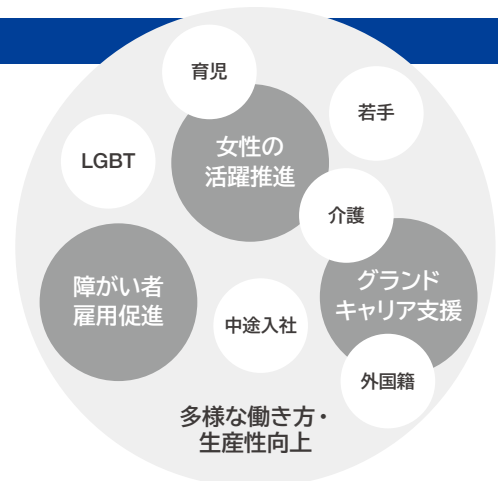 育児
若手
女性の
活躍推進
LGBT
介護
障がい者
雇用促進
グランド
キャリア支援
中途入社
外国籍
多様な働き方・
生産性向上